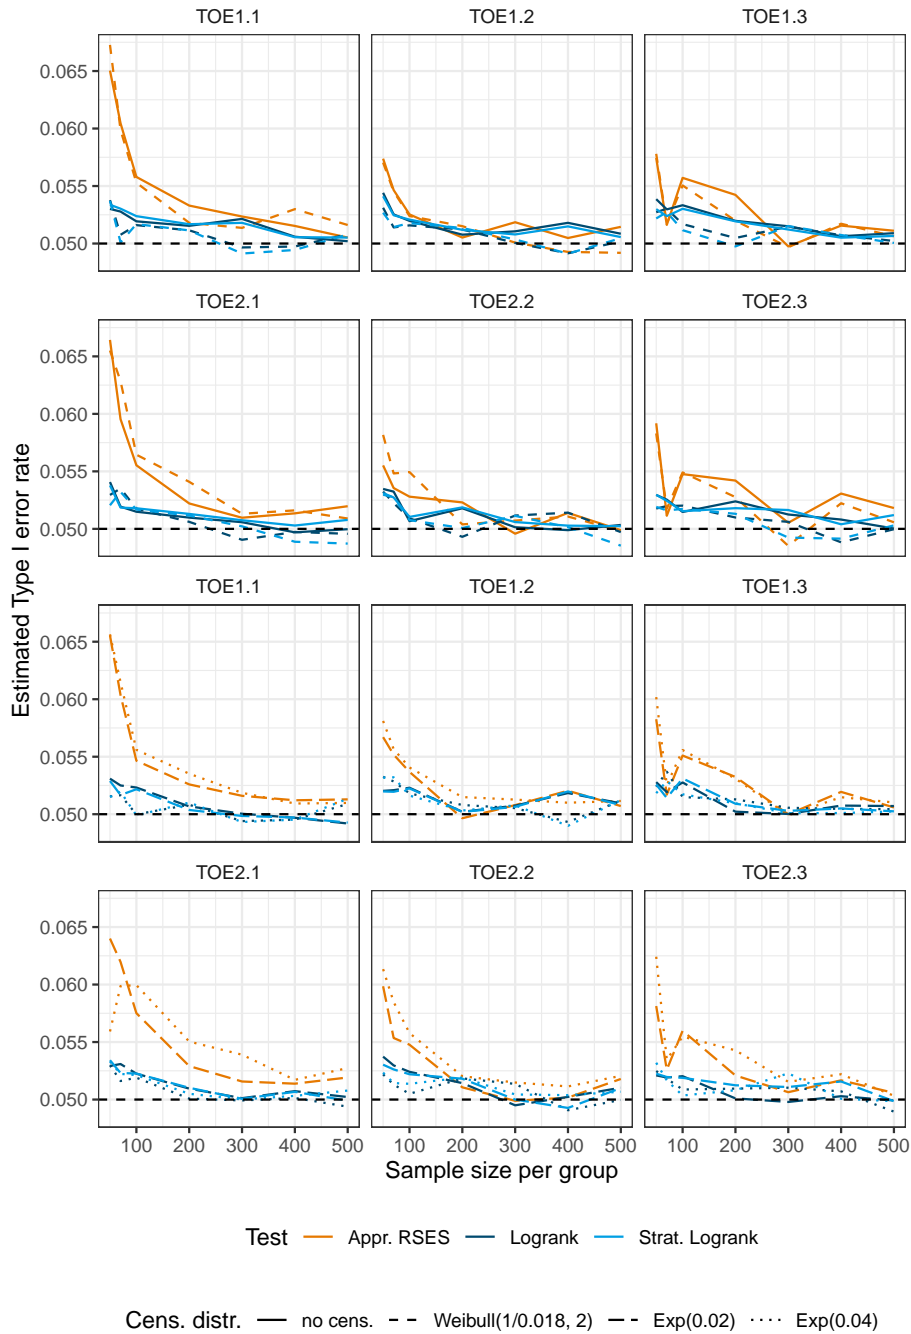 TOE1.1 TOE1.2 TOE1.3
0.065
0.060
0.055
0.050
TOE2.1 TOE2.2 TOE2.3
0.065
0.060
0.055
0.050
Estimated Type I error rate
TOE1.1 TOE1.2 TOE1.3
0.065
0.060
0.055
0.050
TOE2.1 TOE2.2 TOE2.3
0.065
0.060
0.055
0.050
100 200 300 400 500 100 200 300 400 500 100 200 300 400 500
Sample size per group
Test Appr. RSES Logrank Strat. Logrank
Cens. distr. no cens. Weibull(1/0.018, 2) Exp(0.02) Exp(0.04)